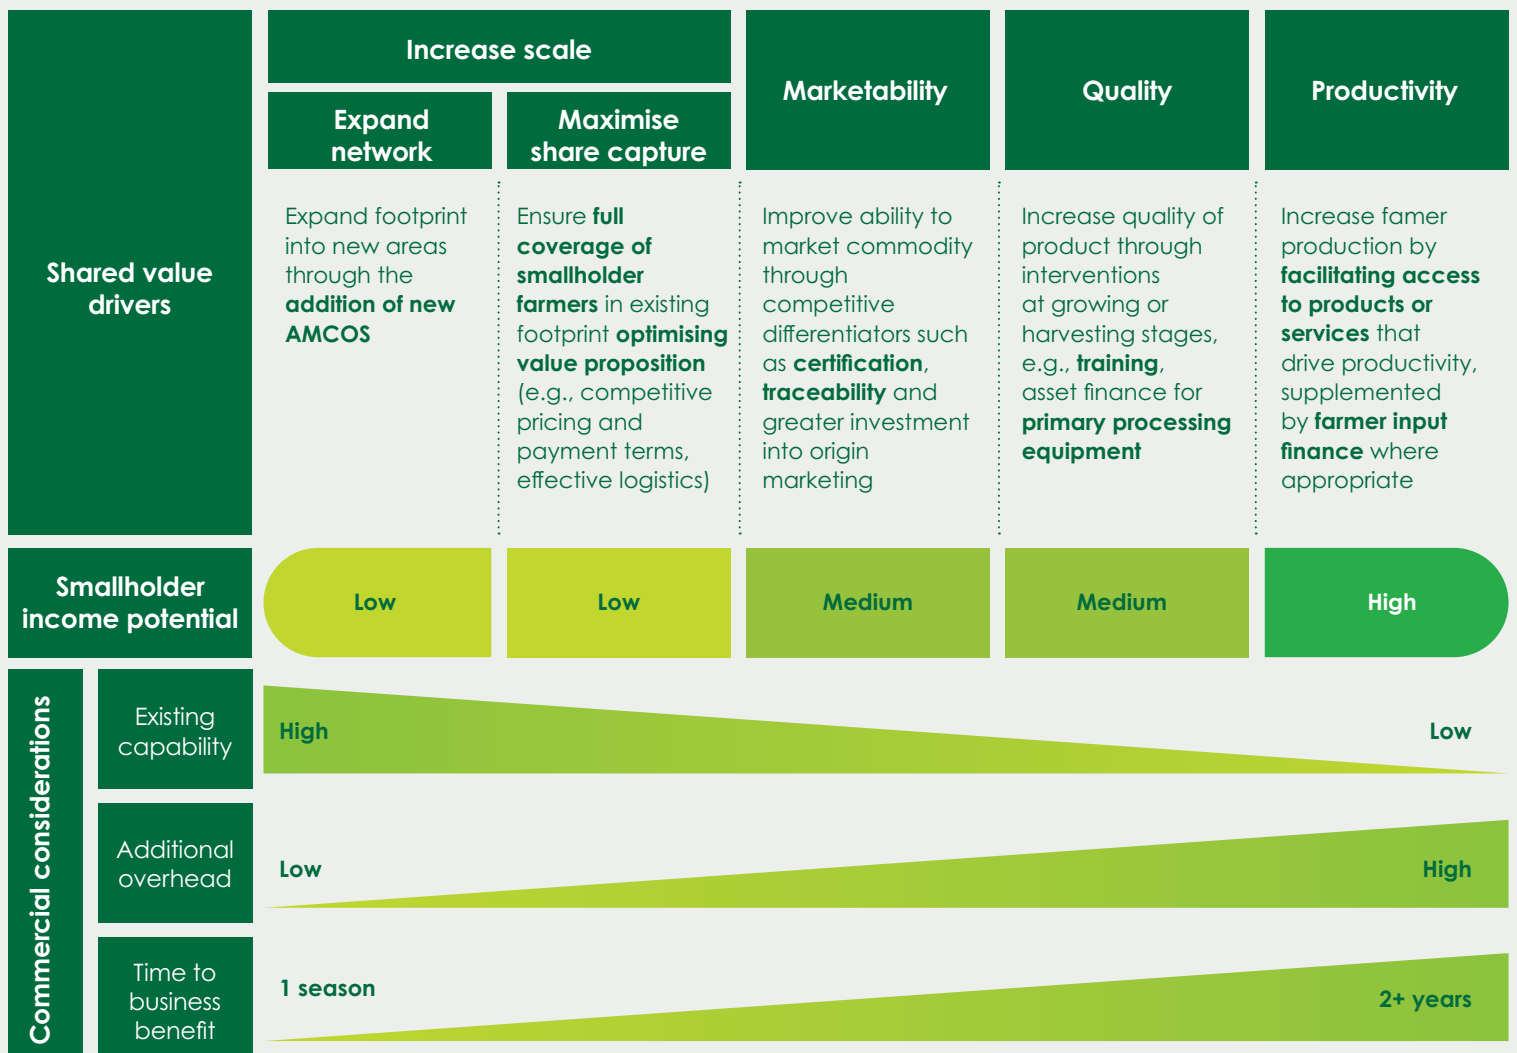 Shared value
drivers
Increase scale
Expand
network
Maximise
share capture
Marketability
Quality
Productivity
Expand footprint
into new areas
through the
addition of new
AMCOS
Ensure full
coverage of
smallholder
farmers in existing
footprint optimising
value proposition
(e.g., competitive
pricing and
payment terms,
effective logistics)
Improve ability to
market commodity
through
competitive
differentiators such
as certification,
traceability and
greater investment
into origin
marketing
Increase quality of
product through
interventions
at growing or
harvesting stages,
e.g., training,
asset finance for
primary processing
equipment
Increase famer
production by
facilitating access
to products or
services that
drive productivity,
supplemented
by farmer input
finance where
appropriate
Smallholder
income potential
Low
Low
Medium
Medium
High
Commercial considerations
Existing
capability
High
Low
Additional
overhead
Low
High
Time to
business
benefit
1 season
2+ years